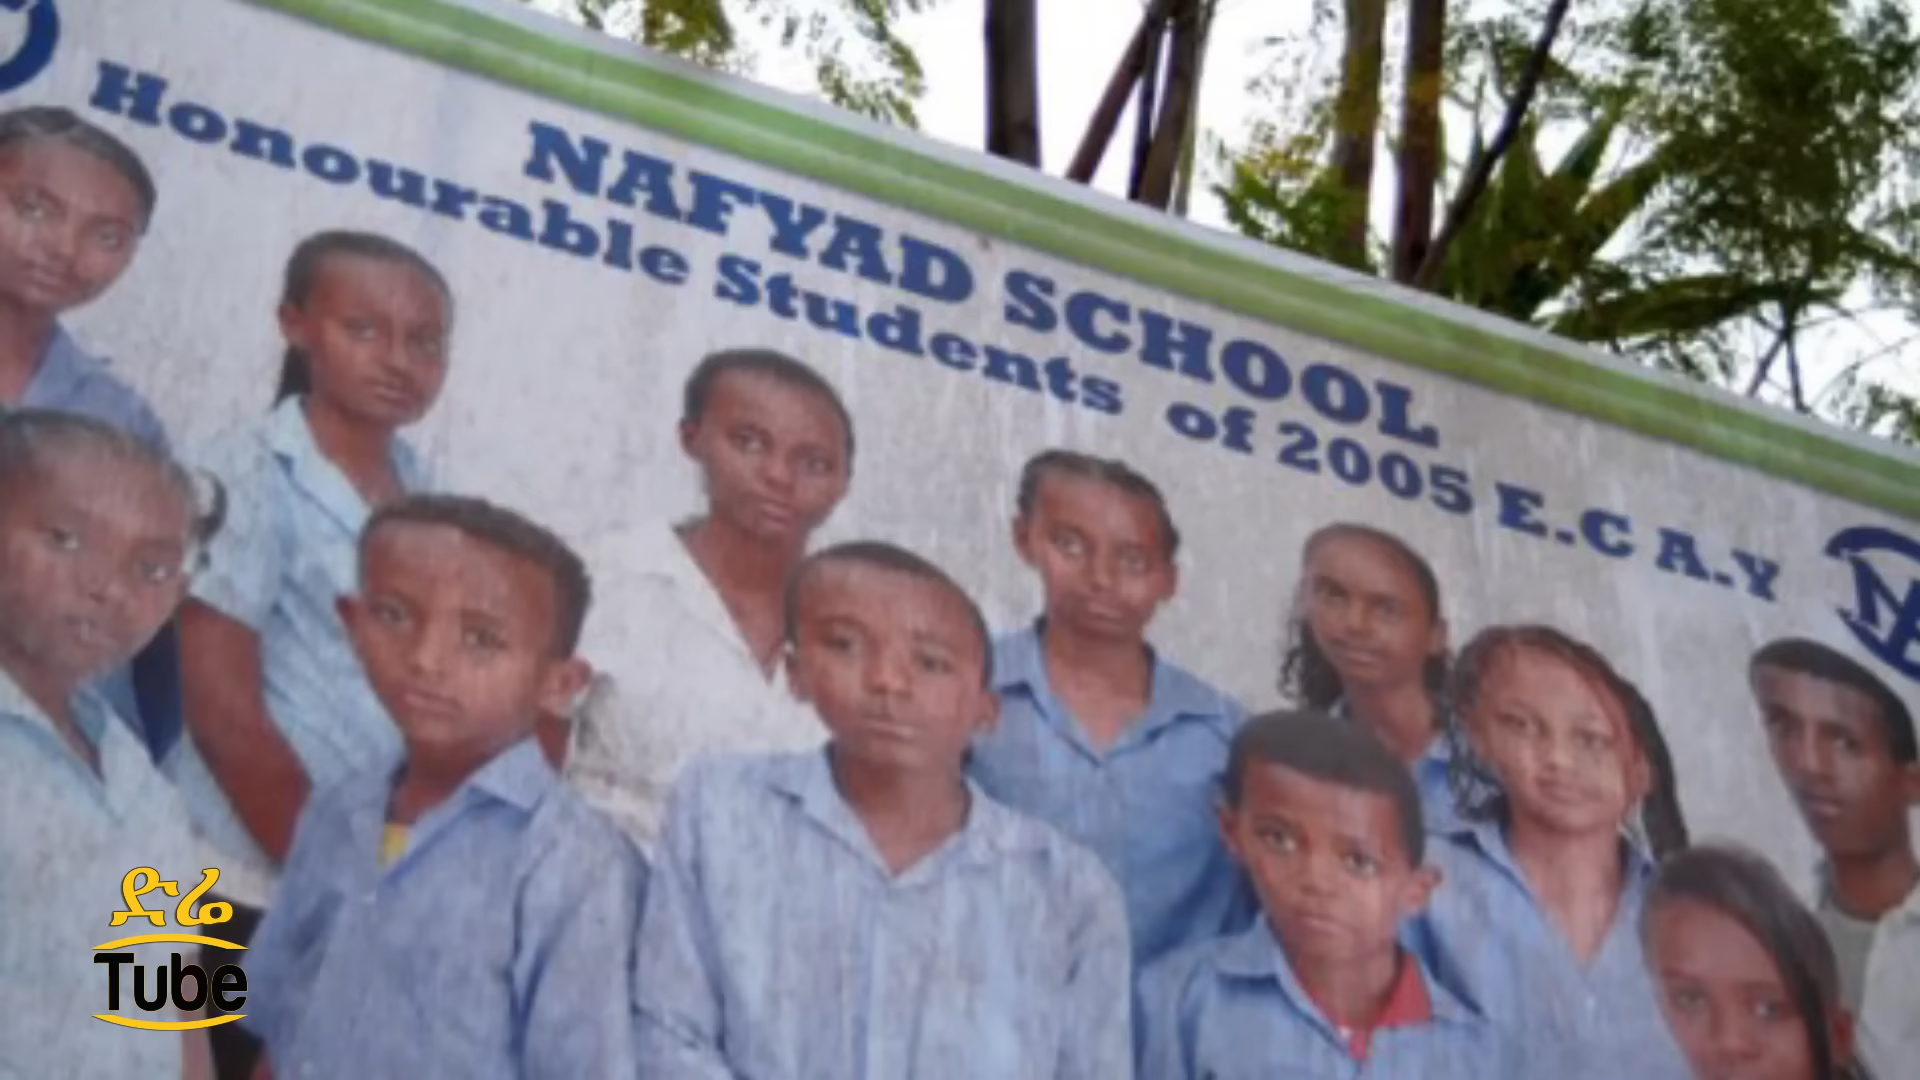 NAFYAD SCHOOL
Honourable Students of 2005 E.C A.Y
ድሬ
Tube